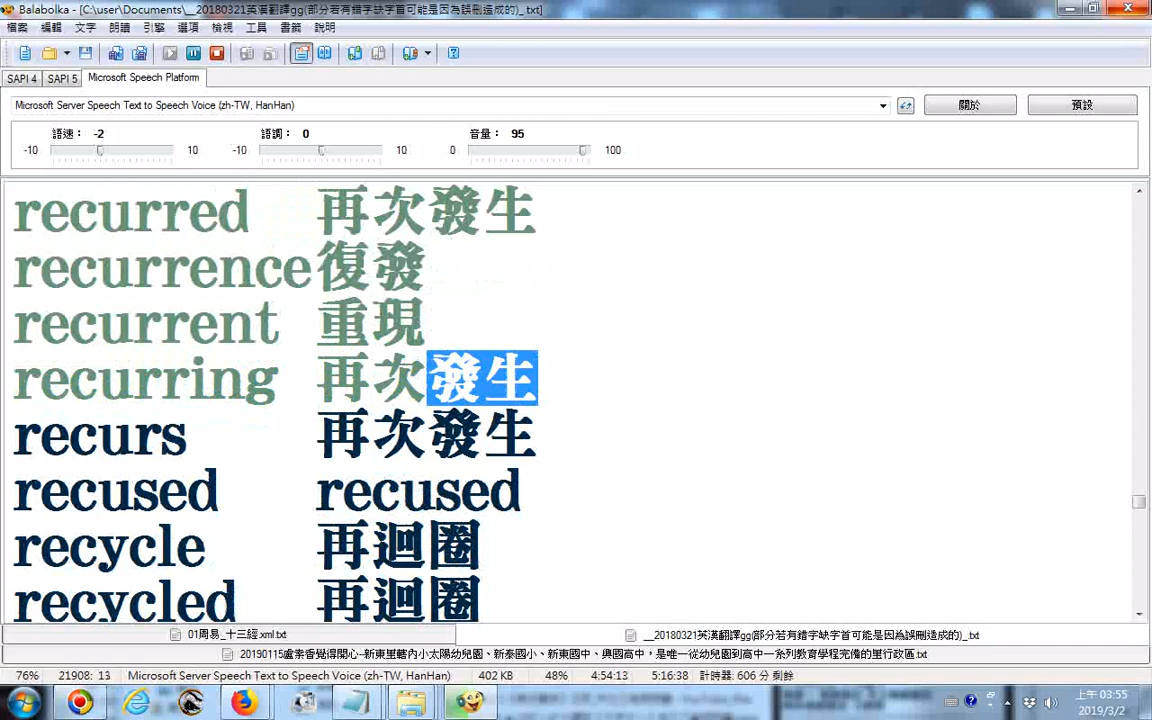 Balabolka - [C:\user\Documents\__20180321英漢翻譯gg(部分若有錯字缺字首可能是因為誤刪造成的)_.txt]
檔案 編輯 文字 朗讀 引擎 選項 檢視 工具 書籤 說明
SAPI 4 SAPI 5 Microsoft Speech Platform
Microsoft Server Speech Text to Speech Voice (zh-TW, HanHan) 關於 預設
語速： -2 語調： 0 音量： 95
-10 10 -10 10 0 100
recurred 再次發生
recurrence 復發
recurrent 重現
recurring 再次發生
recurs 再次發生
recused recused
recycle 再迴圈
recycled 再迴圈
01周易_十三經.xml.txt __20180321英漢翻譯gg(部分若有錯字缺字首可能是因為誤刪造成的)_.txt
20190115盧素香覺得開心-新東里轄內小太陽幼兒園、新泰國小、新東國中、興國高中，是唯一從幼兒園到高中一系列教育學程完備的里行政區.txt
76% 21908: 13 Microsoft Server Speech Text to Speech Voice (zh-TW, HanHan) 402 KB 48% 4:54:13 5:16:38 計時器: 606 分 剩餘
上午 03:55
2019/3/2